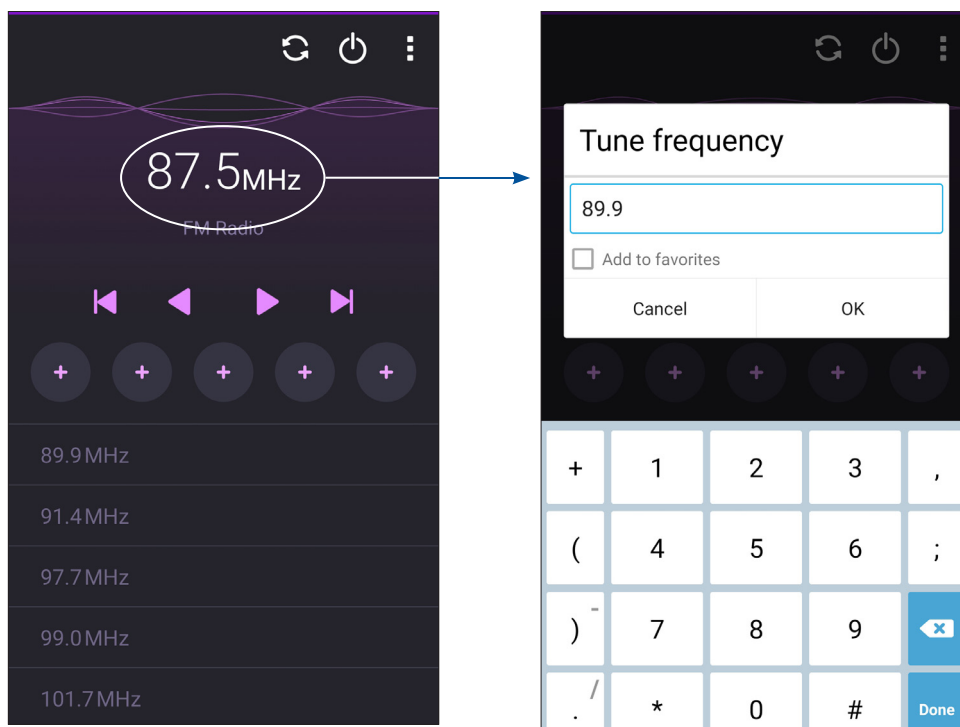 87.5MHz
FM Radio
+ + + + +
89.9MHz
91.4MHz
97.7MHz
99.0MHz
101.7MHz
Tune frequency
89.9
Add to favorites
Cancel OK
+ + + + +
+ 1 2 3 ,
( 4 5 6 ;
) - 7 8 9
. / * 0 # Done